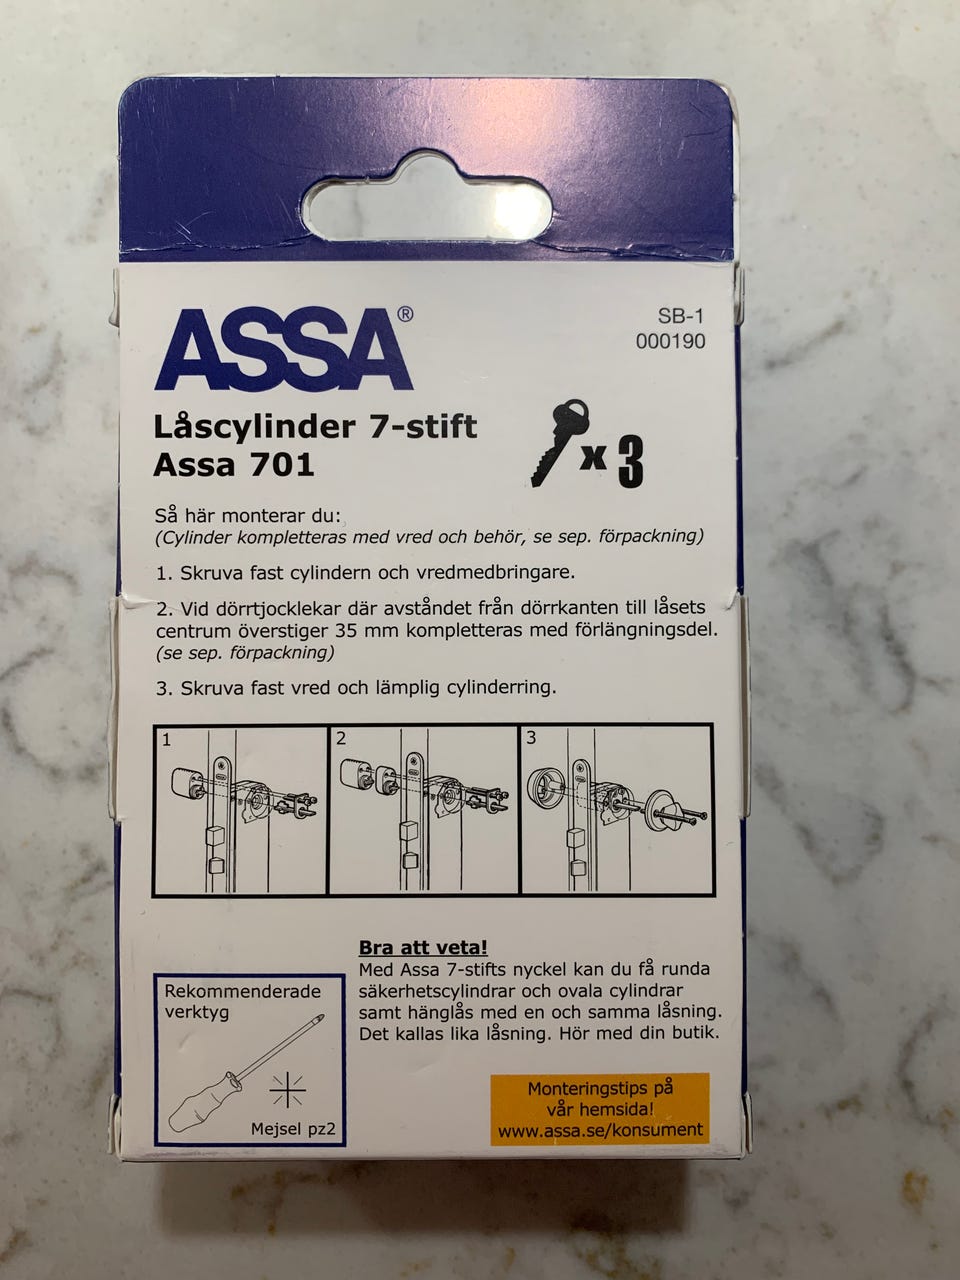 ASSA®
SB-1
000190
Låscylinder 7-stift
Assa 701
x 3
Så här monterar du:
(Cylinder kompletteras med vred och behör, se sep. förpackning)
1. Skruva fast cylindern och vredmedbringare.
2. Vid dörrtjocklekar där avståndet från dörrkanten till låsets
centrum överstiger 35 mm kompletteras med förlängningsdel.
(se sep. förpackning)
3. Skruva fast vred och lämplig cylinderring.
1
2
3
Bra att veta!
Med Assa 7-stifts nyckel kan du få runda
säkerhetscylindrar och ovala cylindrar
samt hänglås med en och samma låsning.
Det kallas lika låsning. Hör med din butik.
Rekommenderade
verktyg
Mejsel pz2
Monteringstips på
vår hemsida!
www.assa.se/konsument